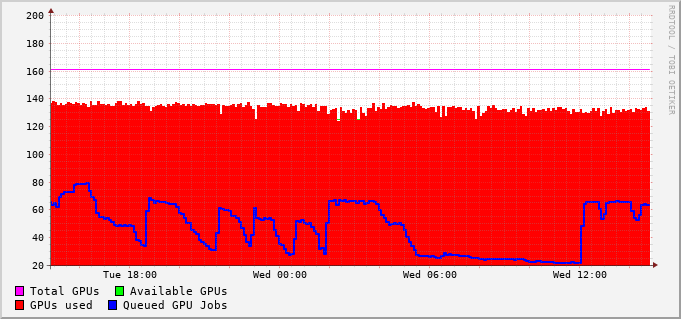 200
180
160
140
120
100
80
60
40
20
Tue 18:00 Wed 00:00 Wed 06:00 Wed 12:00
Total GPUs Available GPUs
GPUs used Queued GPU Jobs
RRDTOOL / TOBI OETIKER